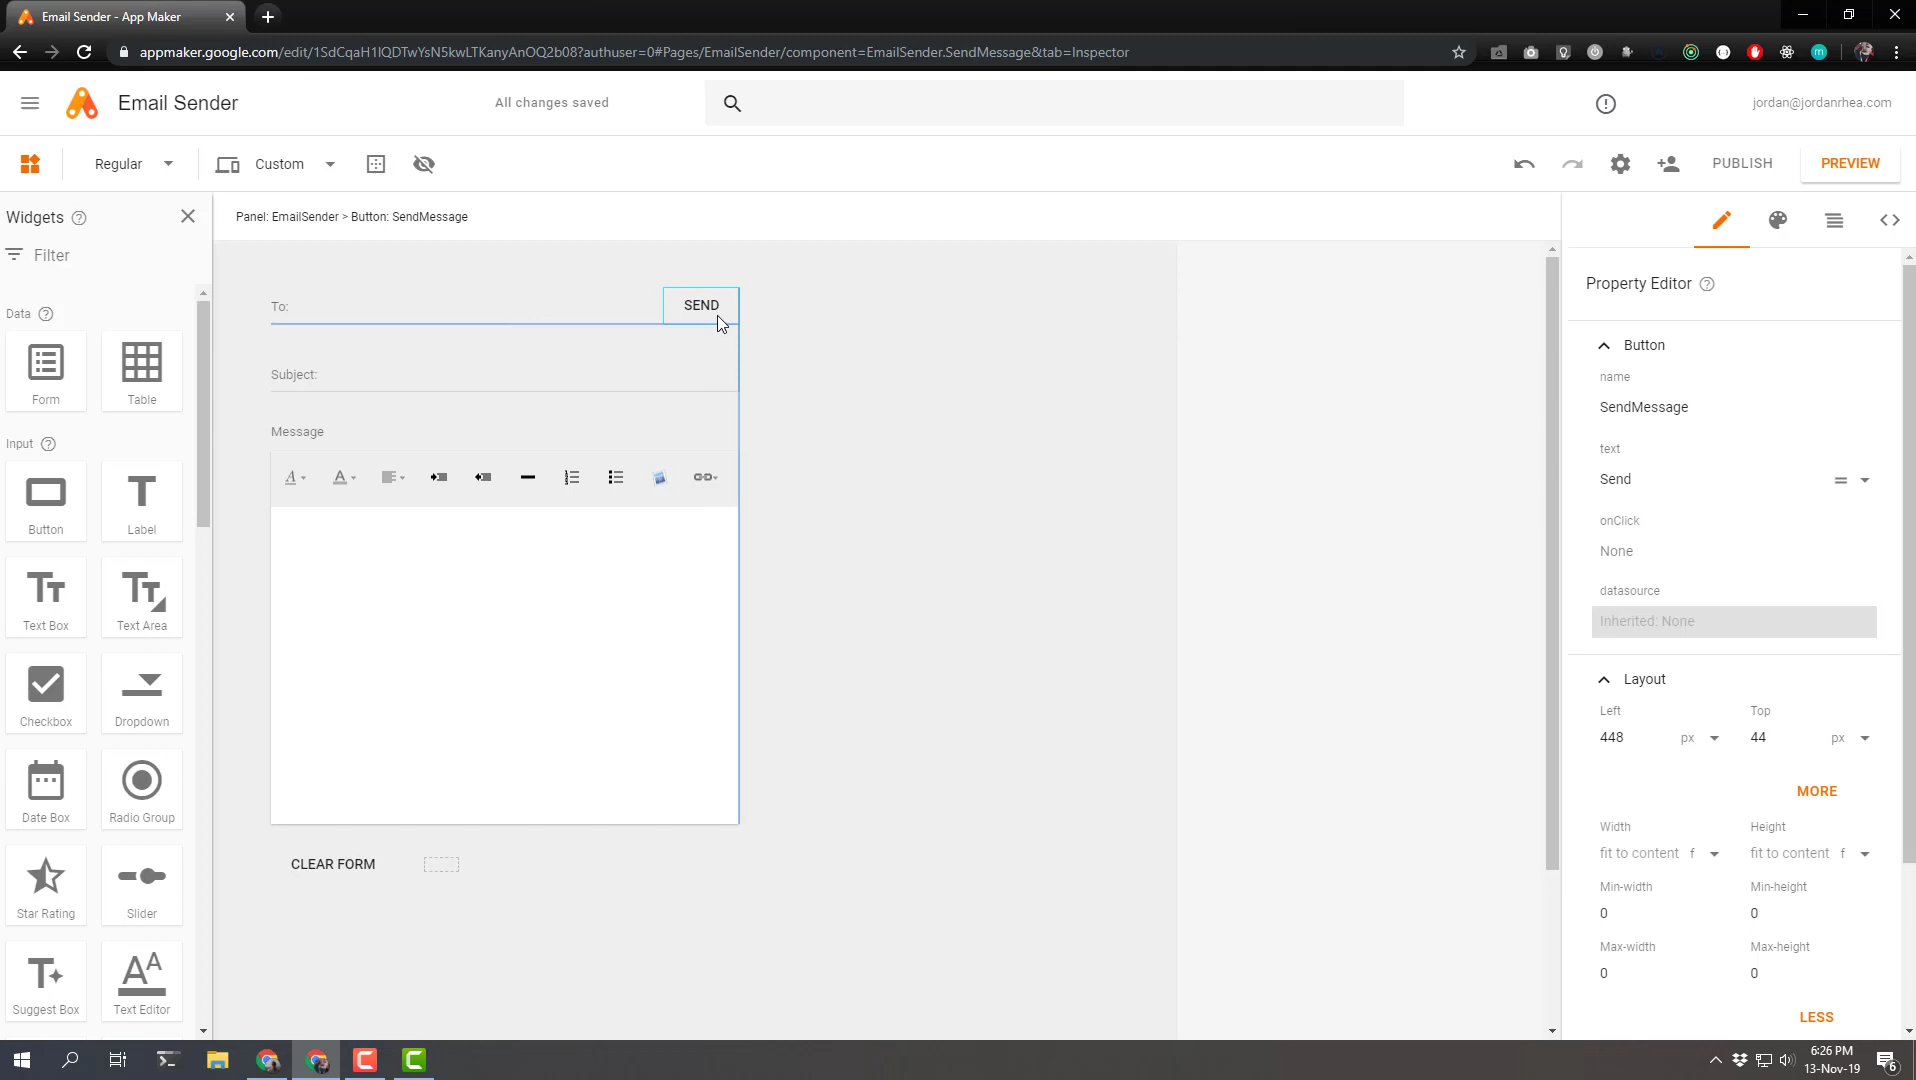 Email Sender - App Maker
appmaker.google.com/edit/1SdCqaH1lQDTwYsN5kwLTKanyAnOQ2b08?authuser=0#Pages/EmailSender/component=EmailSender.SendMessage&tab=Inspector
Email Sender
All changes saved
jordan@jordanrhea.com
Regular
Custom
PUBLISH
PREVIEW
Widgets
Panel: EmailSender > Button: SendMessage
Filter
Property Editor
To:
SEND
Data
Button
Subject:
name
Form
Table
SendMessage
Message
Input
text
Send
Button
Label
onClick
None
datasource
Text Box
Text Area
Inherited: None
Layout
Left
Top
Checkbox
Dropdown
448
px
44
px
MORE
Date Box
Radio Group
Width
Height
CLEAR FORM
fit to content
f
fit to content
f
Min-width
Min-height
Star Rating
Slider
0
0
Max-width
Max-height
0
0
Suggest Box
Text Editor
LESS
6:26 PM
13-Nov-19
6